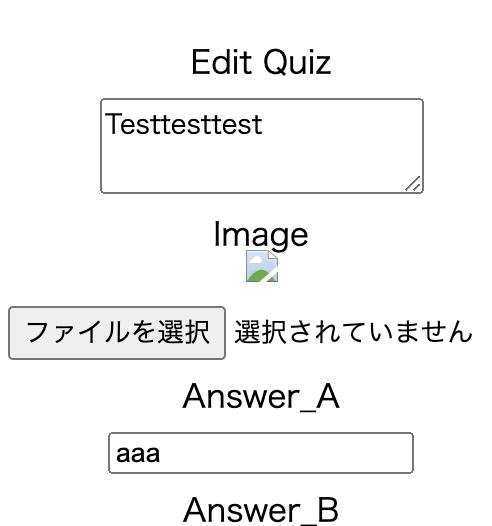 Edit Quiz
Testtesttest
Image
ファイルを選択 選択されていません
Answer_A
aaa
Answer_B